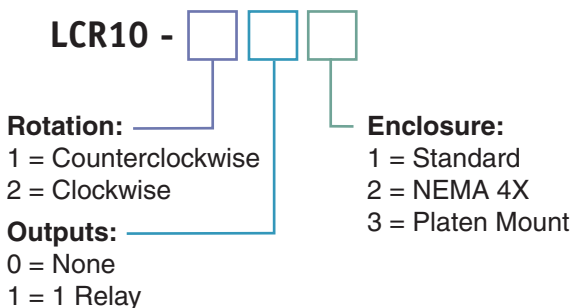 LCR10 -
Rotation:
1 = Counterclockwise
2 = Clockwise
Outputs:
0 = None
1 = 1 Relay
Enclosure:
1 = Standard
2 = NEMA 4X
3 = Platen Mount